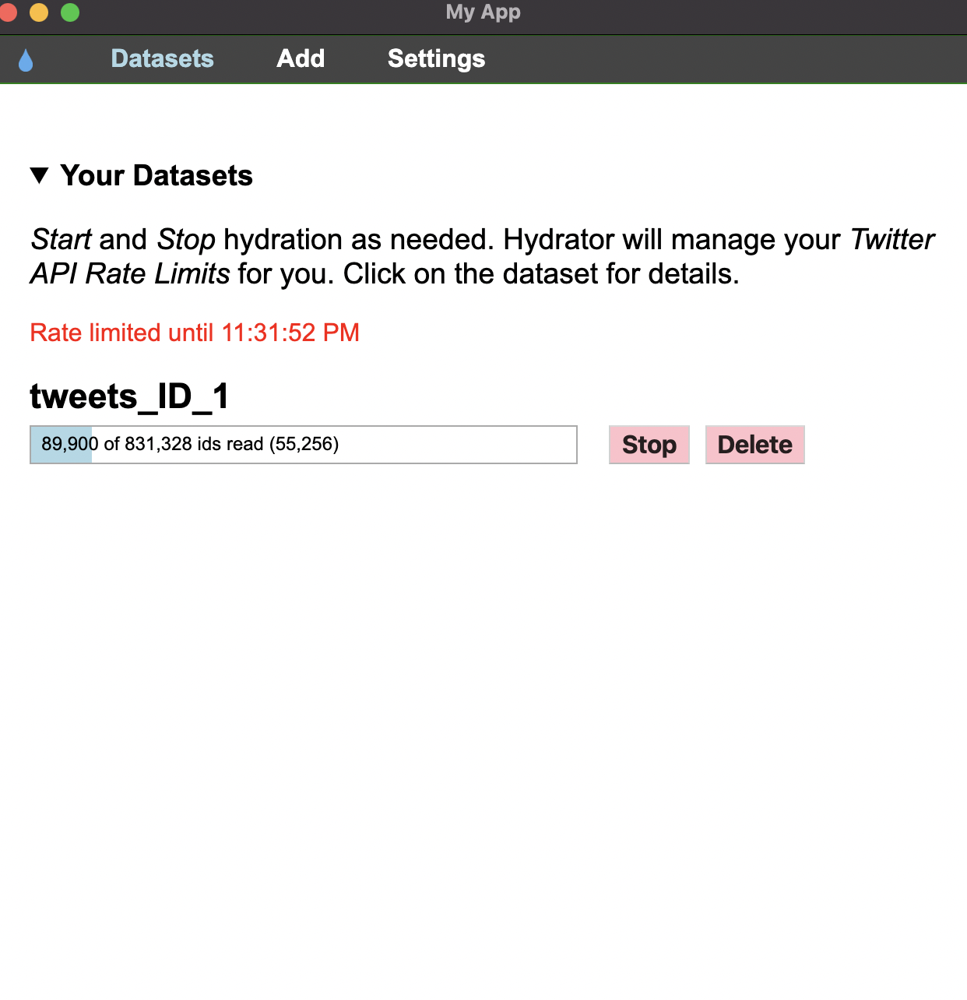 My App
Datasets Add Settings
▼ Your Datasets
Start and Stop hydration as needed. Hydrator will manage your Twitter
API Rate Limits for you. Click on the dataset for details.
Rate limited until 11:31:52 PM
tweets_ID_1
89,900 of 831,328 ids read (55,256) Stop Delete